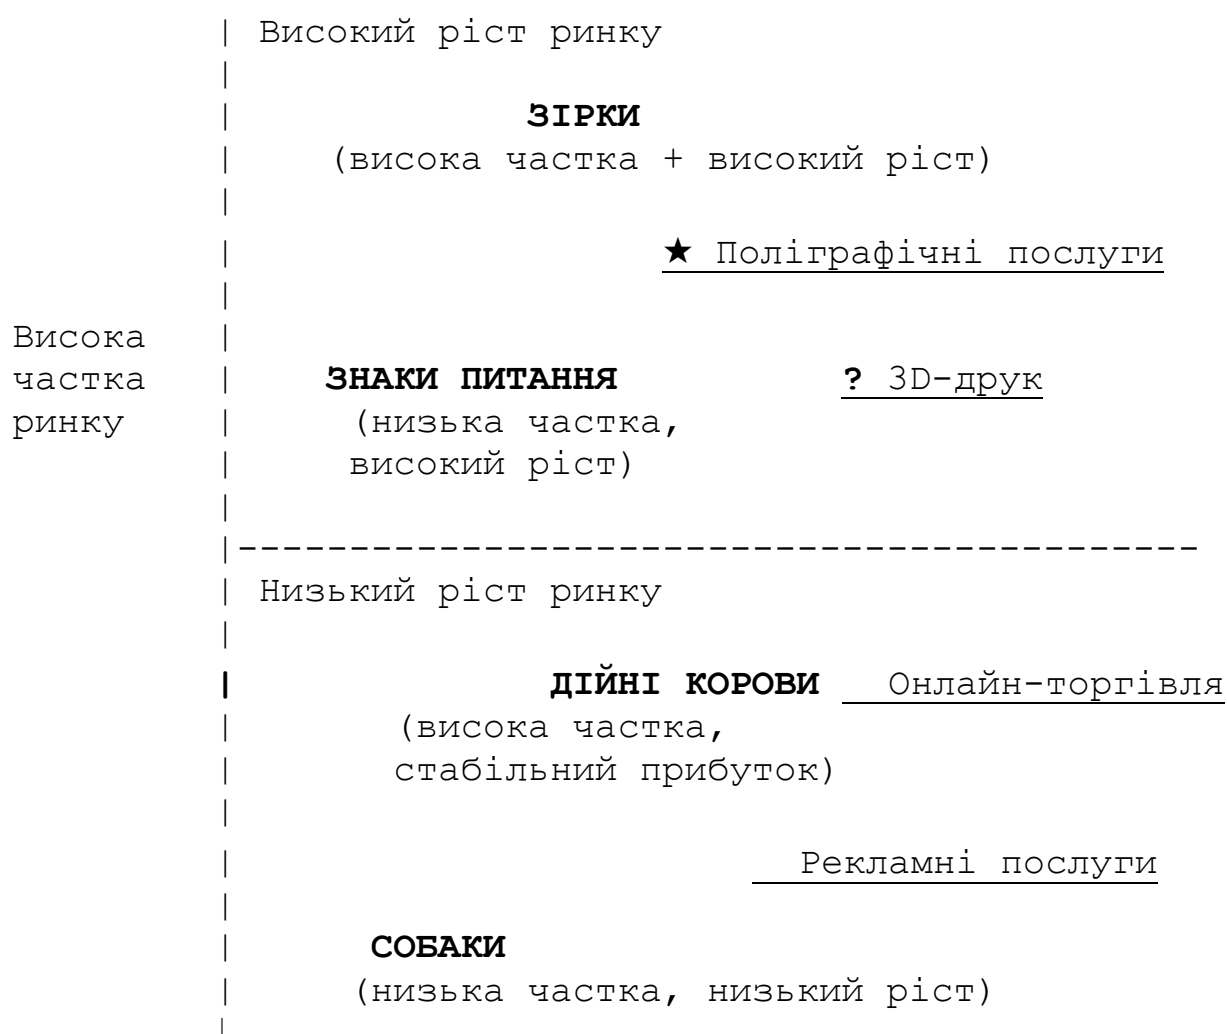 | Високий ріст ринку
|
| ЗІРКИ
| (висока частка + високий ріст)
|
| ★ Поліграфічні послуги
|
Висока |
частка | ЗНАКИ ПИТАННЯ ? 3D-друк
ринку | (низька частка,
| високий ріст)
|
|-------------------------------------------
| Низький ріст ринку
|
| ДІЙНІ КОРОВИ Онлайн-торгівля
| (висока частка,
| стабільний прибуток)
|
| Рекламні послуги
|
| СОБАКИ
| (низька частка, низький ріст)
|